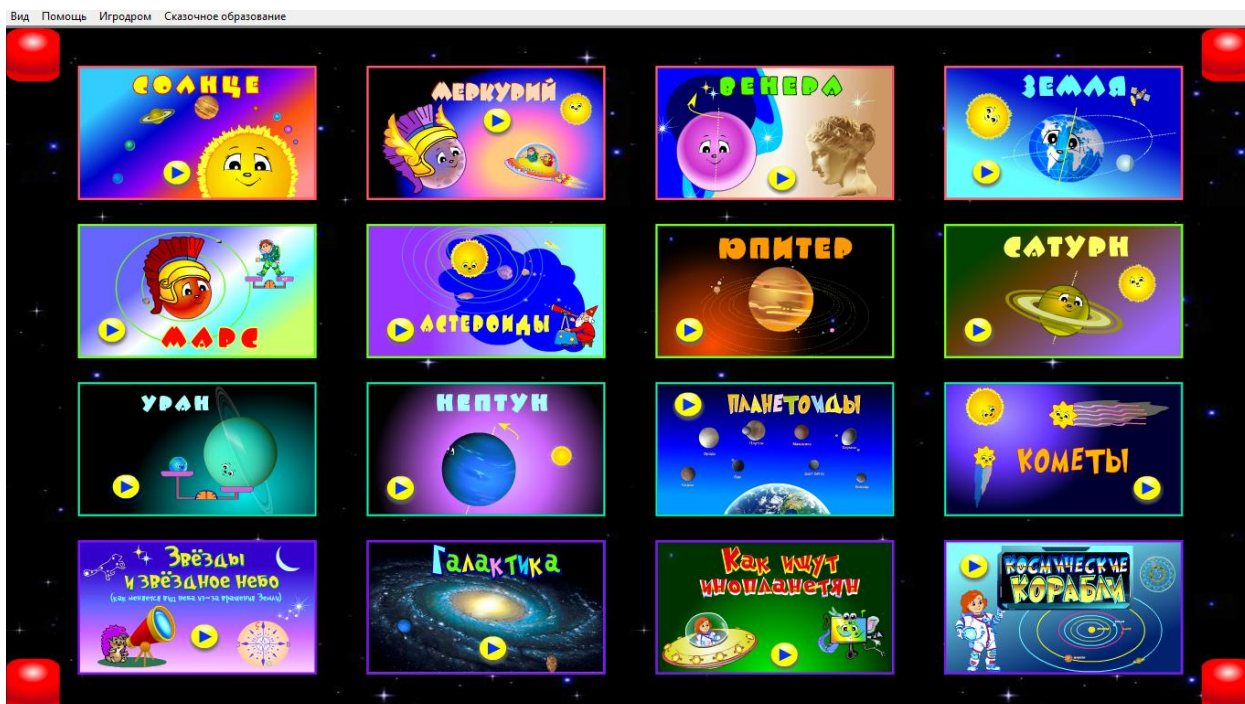 Вид Помощь Игродром Сказочное образование
СОЛНЦЕ
МЕРКУРИЙ
ВЕНЕРА
ЗЕМЛЯ
МАРС
АСТЕРОИДЫ
ЮПИТЕР
САТУРН
УРАН
НЕПТУН
ПЛАНЕТОИДЫ
КОМЕТЫ
Звёзды
и звёздное небо
(как меняется вид неба из-за вращения Земли)
Галактика
Как ищут
инопланетян
КОСМИЧЕСКИЕ
КОРАБЛИ